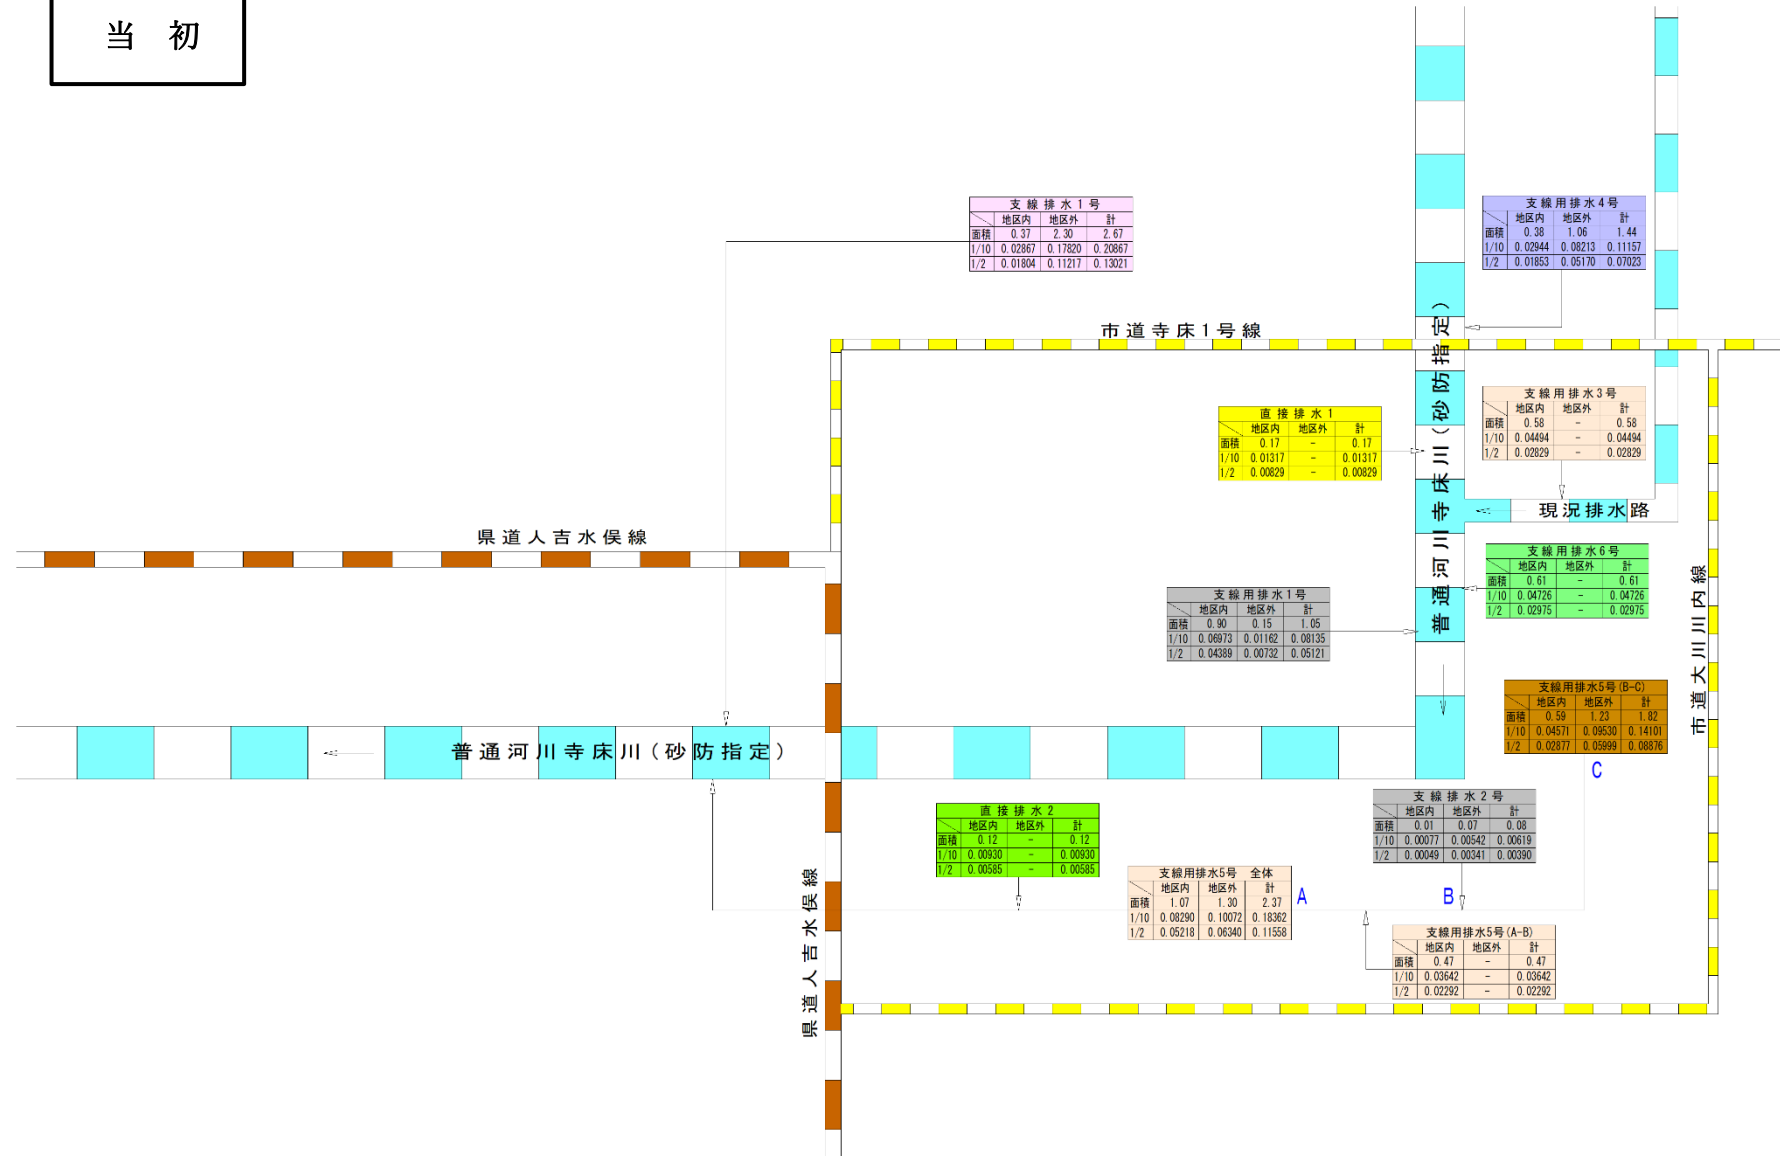 当 初
支線排水1号
地区内 地区外 計
面積 0.37 2.30 2.67
1/10 0.02867 0.17820 0.20867
1/2 0.01804 0.11217 0.13021
支線用排水4号
地区内 地区外 計
面積 0.38 1.06 1.44
1/10 0.02944 0.08213 0.11157
1/2 0.01853 0.05170 0.07023
市道寺床1号線
普通河川寺床川(砂防指定)
支線用排水3号
地区内 地区外 計
面積 0.58 - 0.58
1/10 0.04494 - 0.04494
1/2 0.02829 - 0.02829
直接排水1
地区内 地区外 計
面積 0.17 - 0.17
1/10 0.01317 - 0.01317
1/2 0.00829 - 0.00829
現況排水路
県道人吉水俣線
支線用排水6号
地区内 地区外 計
面積 0.61 - 0.61
1/10 0.04726 - 0.04726
1/2 0.02975 - 0.02975
市道大川川内線
支線用排水1号
地区内 地区外 計
面積 0.90 0.15 1.05
1/10 0.06973 0.01162 0.08135
1/2 0.04389 0.00732 0.05121
支線用排水5号(B-C)
地区内 地区外 計
面積 0.59 1.23 1.82
1/10 0.04571 0.09530 0.14101
1/2 0.02877 0.05999 0.08876
普通河川寺床川(砂防指定)
C
支線排水2号
地区内 地区外 計
面積 0.01 0.07 0.08
1/10 0.00077 0.00542 0.00619
1/2 0.00049 0.00341 0.00390
直接排水2
地区内 地区外 計
面積 0.12 - 0.12
1/10 0.00930 - 0.00930
1/2 0.00585 - 0.00585
支線用排水5号 全体
地区内 地区外 計
面積 1.07 1.30 2.37
1/10 0.08290 0.10072 0.18362
1/2 0.05218 0.06340 0.11558
A
B
県道人吉水俣線
支線用排水5号(A-B)
地区内 地区外 計
面積 0.47 - 0.47
1/10 0.03642 - 0.03642
1/2 0.02292 - 0.02292